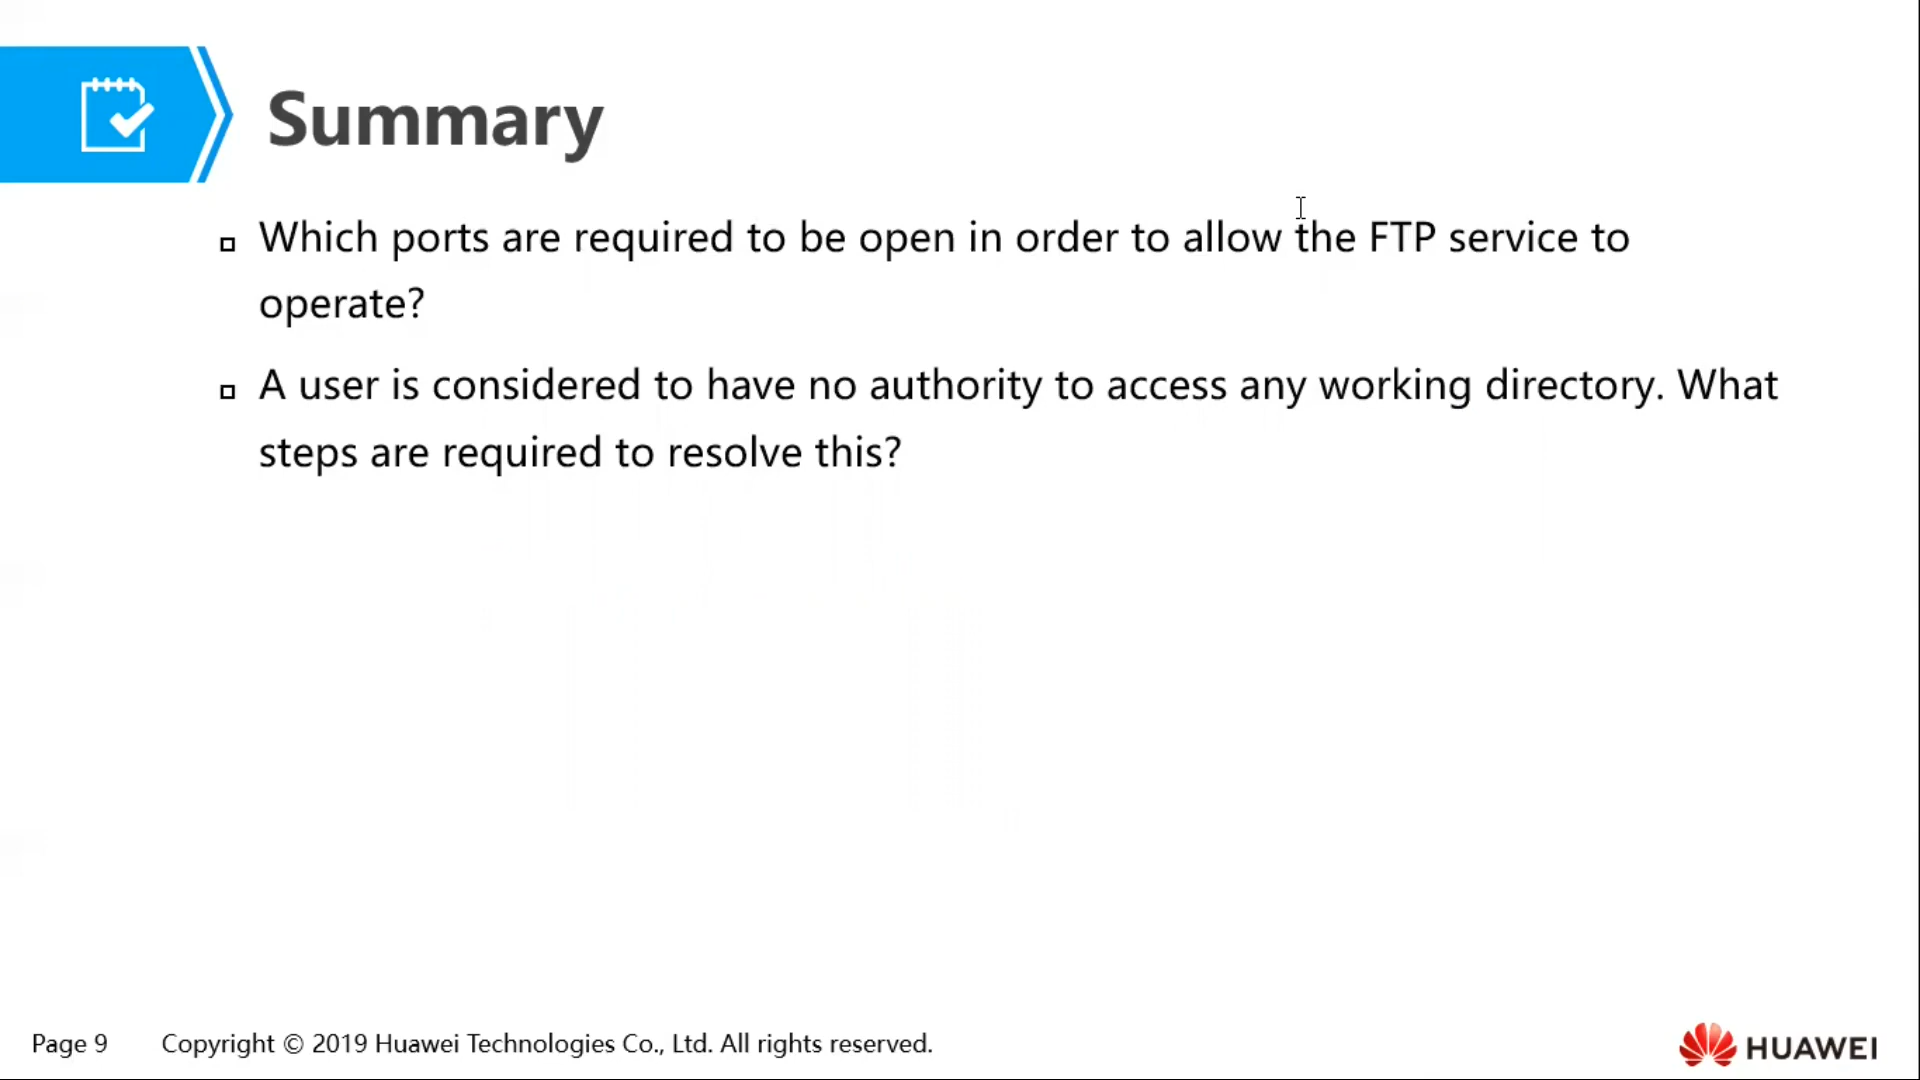 Summary
Which ports are required to be open in order to allow the FTP service to
operate?
A user is considered to have no authority to access any working directory. What
steps are required to resolve this?
Page 9 Copyright © 2019 Huawei Technologies Co., Ltd. All rights reserved.
HUAWEI